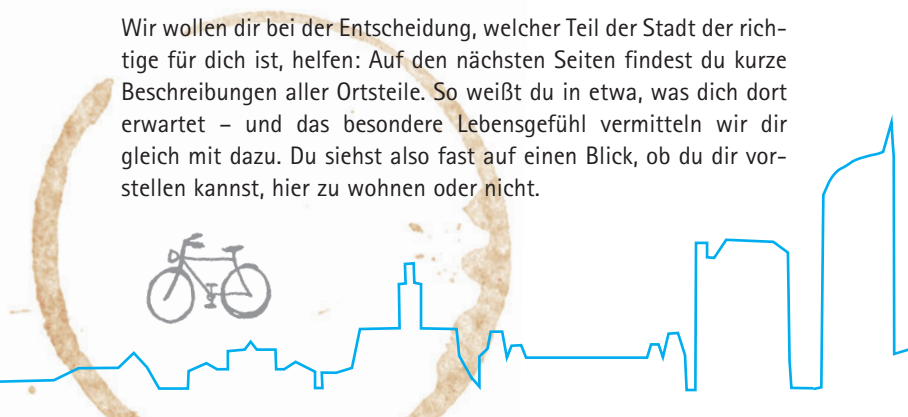 Wir wollen dir bei der Entscheidung, welcher Teil der Stadt der rich-
tige für dich ist, helfen: Auf den nächsten Seiten findest du kurze
Beschreibungen aller Ortsteile. So weißt du in etwa, was dich dort
erwartet – und das besondere Lebensgefühl vermitteln wir dir
gleich mit dazu. Du siehst also fast auf einen Blick, ob du dir vor-
stellen kannst, hier zu wohnen oder nicht.